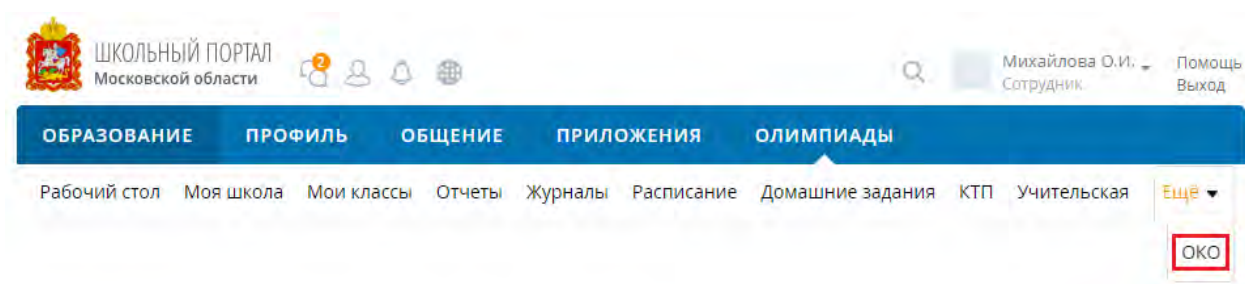 ШКОЛЬНЫЙ ПОРТАЛ
Московской области
2
Михайлова О.И.
Сотрудник
Помощь
Выход
ОБРАЗОВАНИЕ ПРОФИЛЬ ОБЩЕНИЕ ПРИЛОЖЕНИЯ ОЛИМПИАДЫ
Рабочий стол Моя школа Мои классы Отчеты Журналы Расписание Домашние задания КТП Учительская Ещё
ОКО